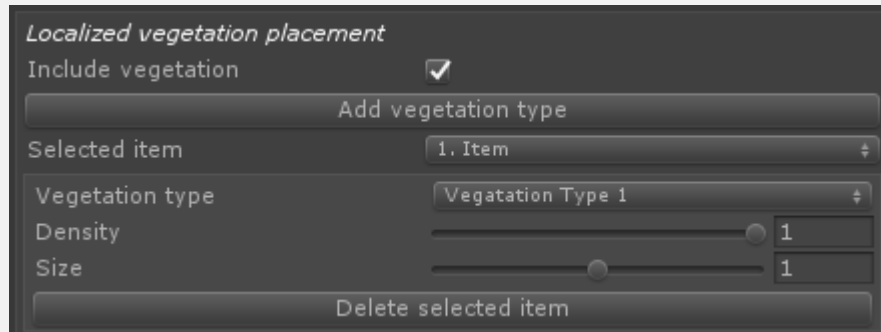 Localized vegetation placement
Include vegetation
Add vegetation type
Selected item 1. Item
Vegetation type Vegatation Type 1
Density 1
Size 1
Delete selected item